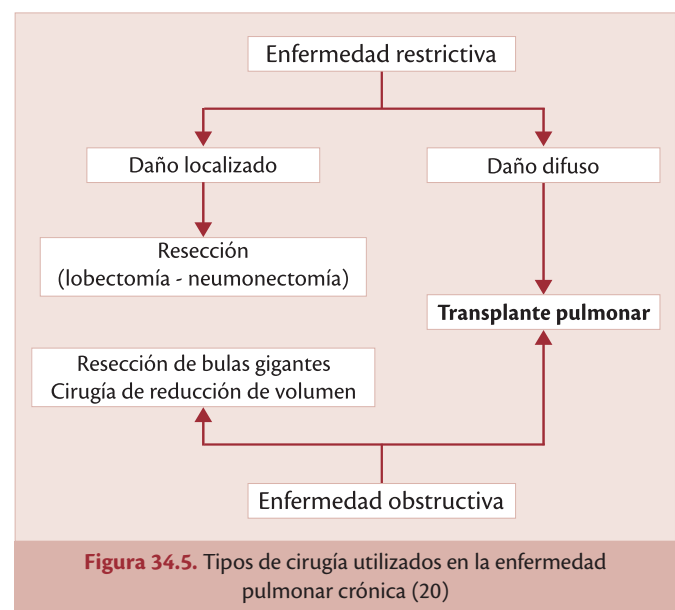 Enfermedad restrictiva
Daño localizado
Daño difuso
Resección
(lobectomía - neumonectomía)
Transplante pulmonar
Resección de bulas gigantes
Cirugía de reducción de volumen
Enfermedad obstructiva
Figura 34.5. Tipos de cirugía utilizados en la enfermedad
pulmonar crónica (20)